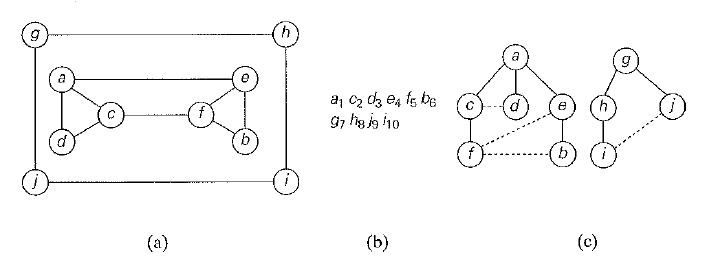 g h
a e
c f
d b
j i
a₁ c₂ d₃ e₄ f₅ b₆
g₇ h₈ j₉ i₁₀
a g
c d e h j
f b i
(a) (b) (c)